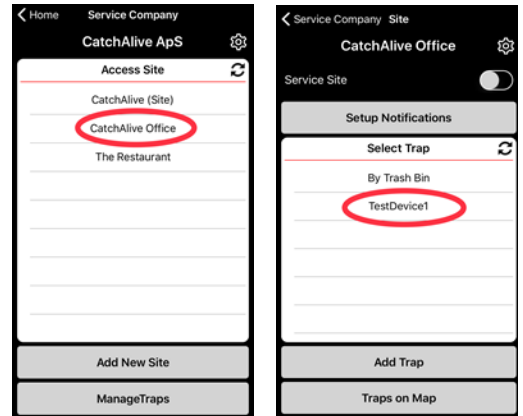 Home Service Company
CatchAlive ApS
Access Site
CatchAlive (Site)
CatchAlive Office
The Restaurant
Add New Site
ManageTraps
Service Company Site
CatchAlive Office
Service Site
Setup Notifications
Select Trap
By Trash Bin
TestDevice1
Add Trap
Traps on Map